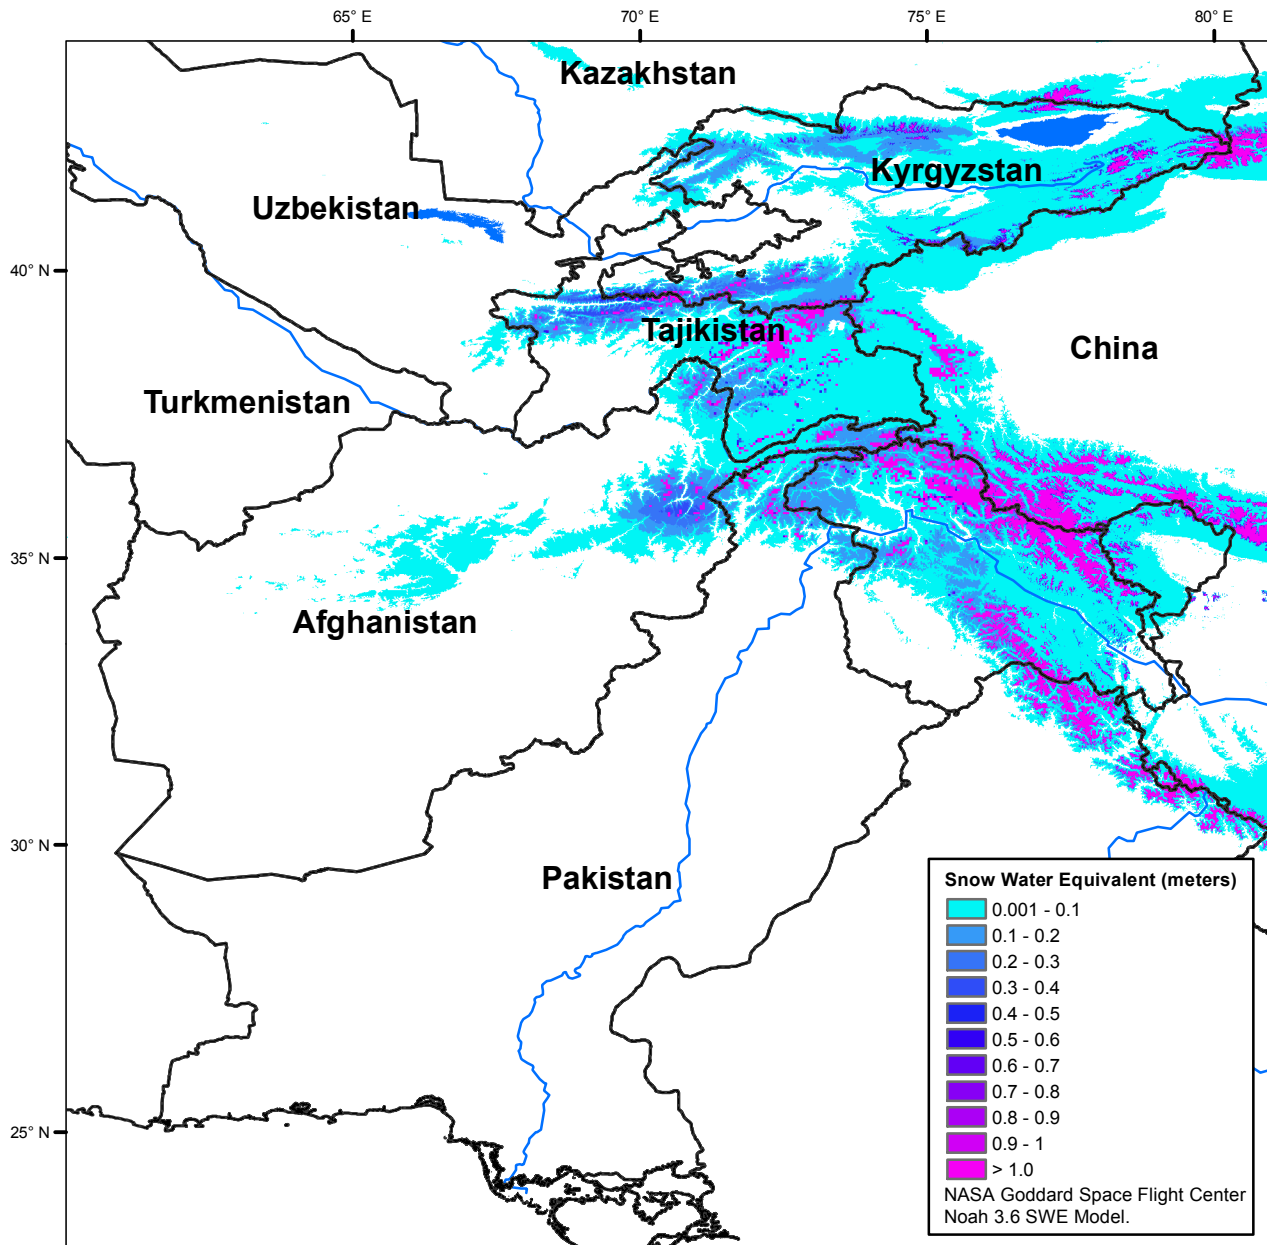 65° E
70° E
75° E
80° E
Kazakhstan
Kyrgyzstan
Uzbekistan
40° N
Tajikistan
China
Turkmenistan
35° N
Afghanistan
30° N
Pakistan
25° N
Snow Water Equivalent (meters)
0.001 - 0.1
0.1 - 0.2
0.2 - 0.3
0.3 - 0.4
0.4 - 0.5
0.5 - 0.6
0.6 - 0.7
0.7 - 0.8
0.8 - 0.9
0.9 - 1
> 1.0
NASA Goddard Space Flight Center
Noah 3.6 SWE Model.